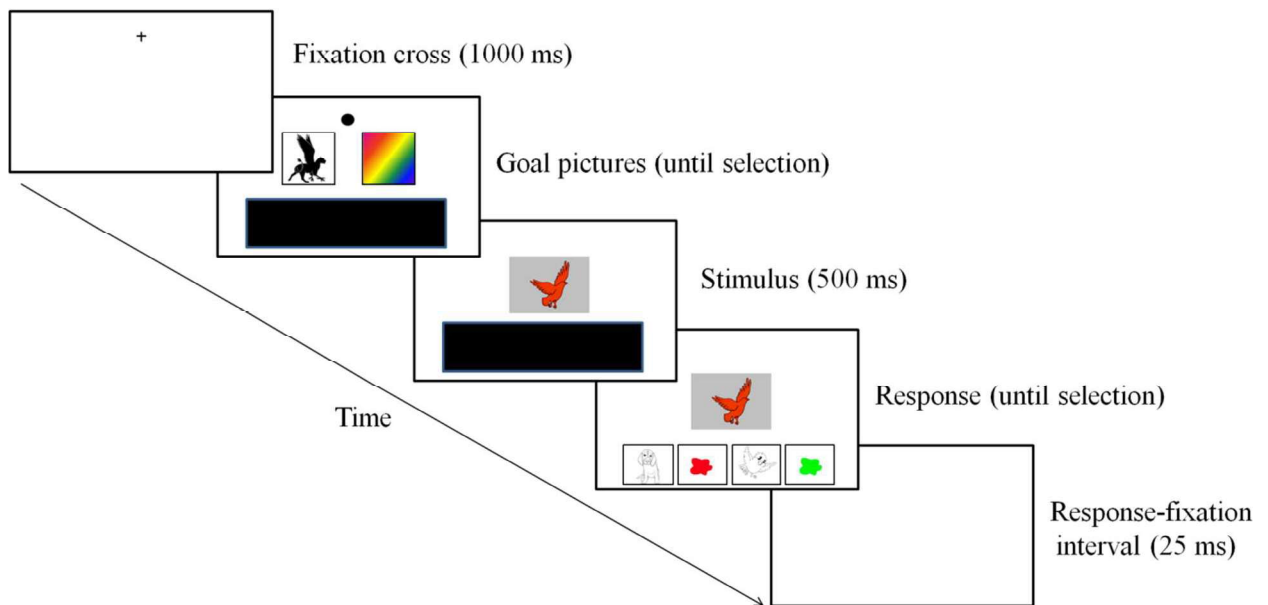 Fixation cross (1000 ms)
Goal pictures (until selection)
Stimulus (500 ms)
Response (until selection)
Time
Response-fixation
interval (25 ms)